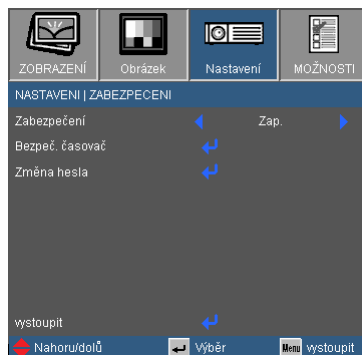 ZOBRAZENÍ Obrázek Nastavení MOŽNOSTI
NASTAVENI | ZABEZPECENI
Zabezpečení Zap.
Bezpeč. časovač
Změna hesla
vystoupit
Nahoru/dolů Výběr Menu vystoupit